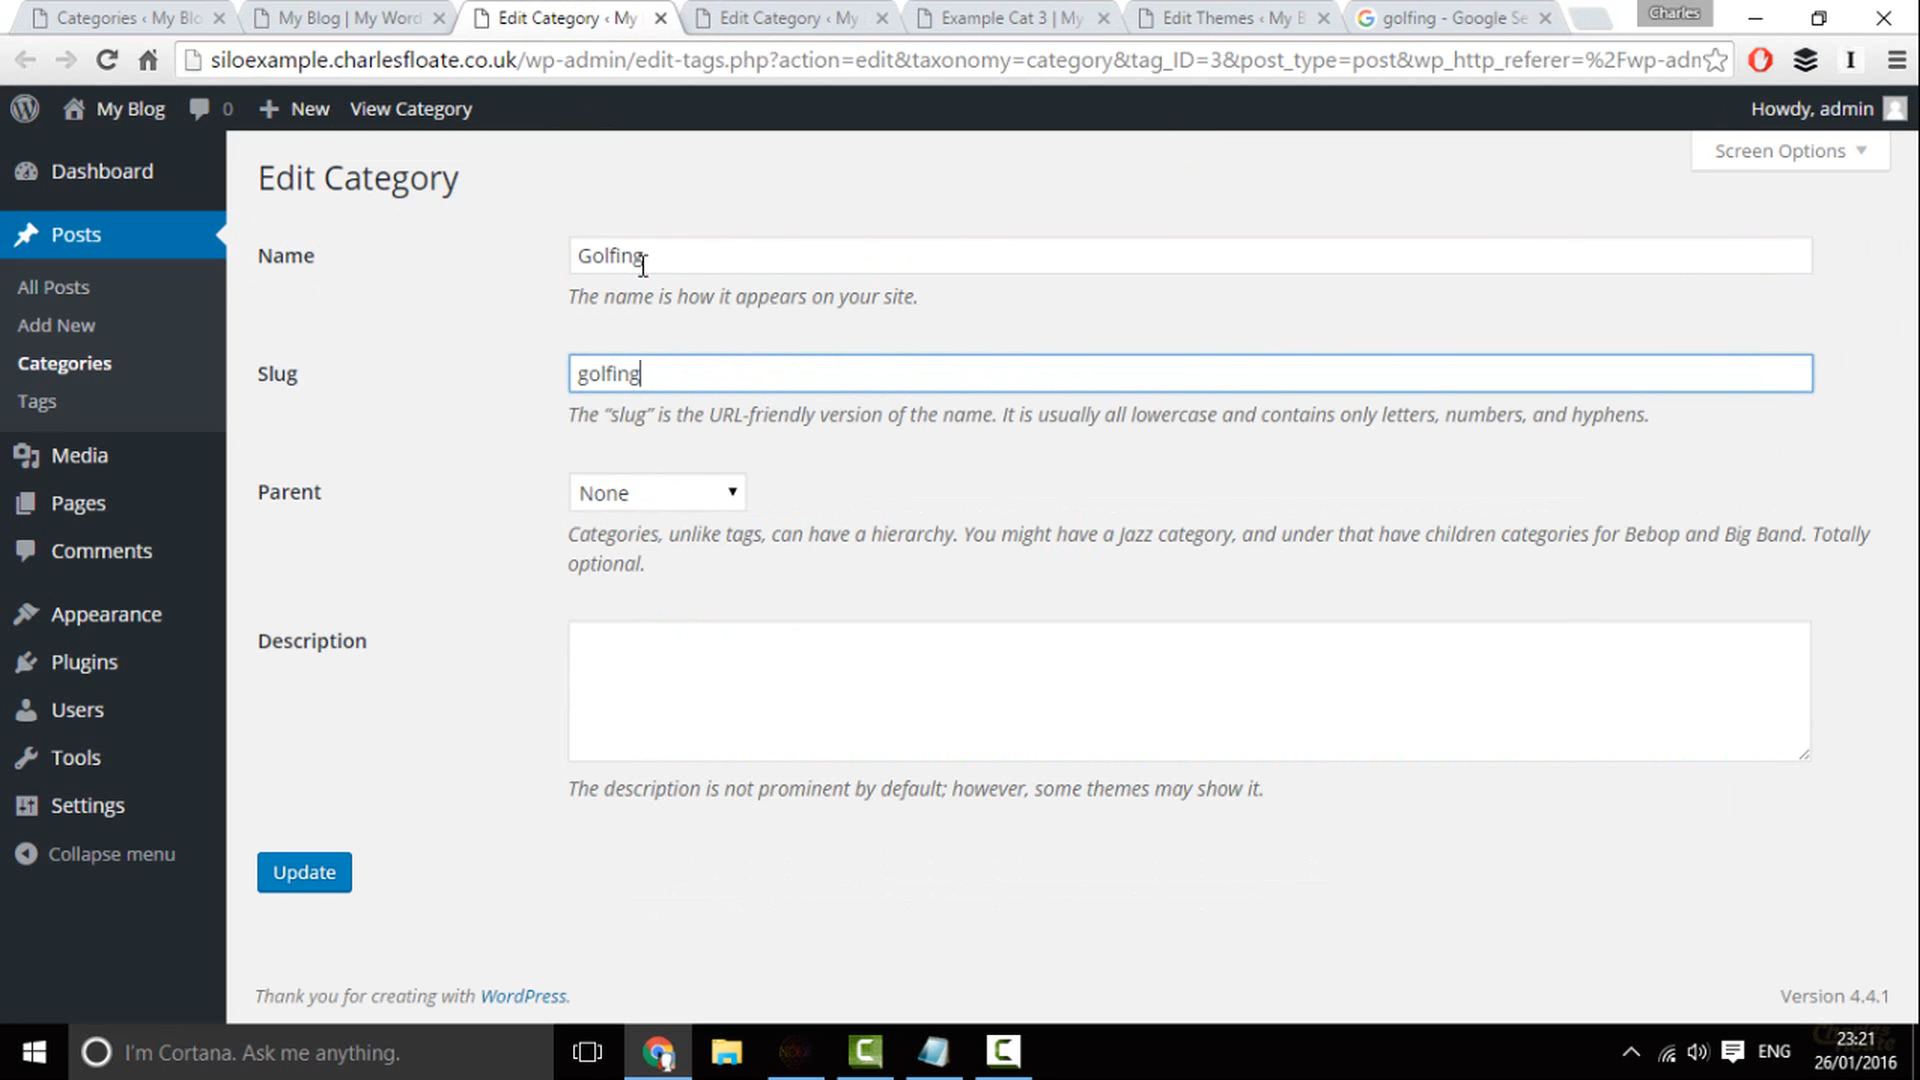 Categories ‹ My Blo
My Blog | My Word
Edit Category ‹ My
Edit Category ‹ My
Example Cat 3 | My
Edit Themes ‹ My B
golfing - Google Se
Charles
siloexample.charlesfloate.co.uk/wp-admin/edit-tags.php?action=edit&taxonomy=category&tag_ID=3&post_type=post&wp_http_referer=%2Fwp-adm
My Blog
0
New
View Category
Howdy, admin
Screen Options
Dashboard
Posts
All Posts
Add New
Categories
Tags
Media
Pages
Comments
Appearance
Plugins
Users
Tools
Settings
Collapse menu
Edit Category
Name
Golfing
The name is how it appears on your site.
Slug
golfing
The “slug” is the URL-friendly version of the name. It is usually all lowercase and contains only letters, numbers, and hyphens.
Parent
None
Categories, unlike tags, can have a hierarchy. You might have a Jazz category, and under that have children categories for Bebop and Big Band. Totally
optional.
Description
The description is not prominent by default; however, some themes may show it.
Update
Thank you for creating with WordPress.
Version 4.4.1
I'm Cortana. Ask me anything.
ENG
23:21
26/01/2016